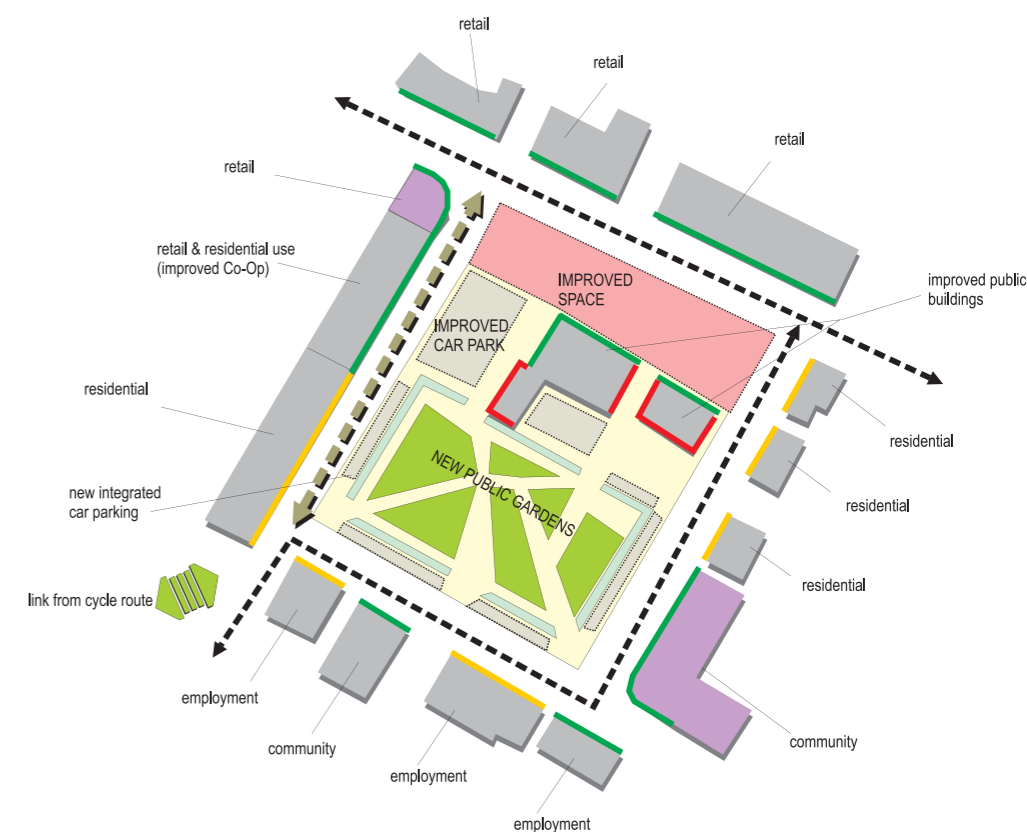 retail
retail
retail
retail
retail & residential use
(improved Co-Op)
improved public
buildings
IMPROVED
SPACE
IMPROVED
CAR PARK
residential
residential
new integrated
car parking
NEW PUBLIC GARDENS
residential
residential
link from cycle route
employment
community
community
employment
employment